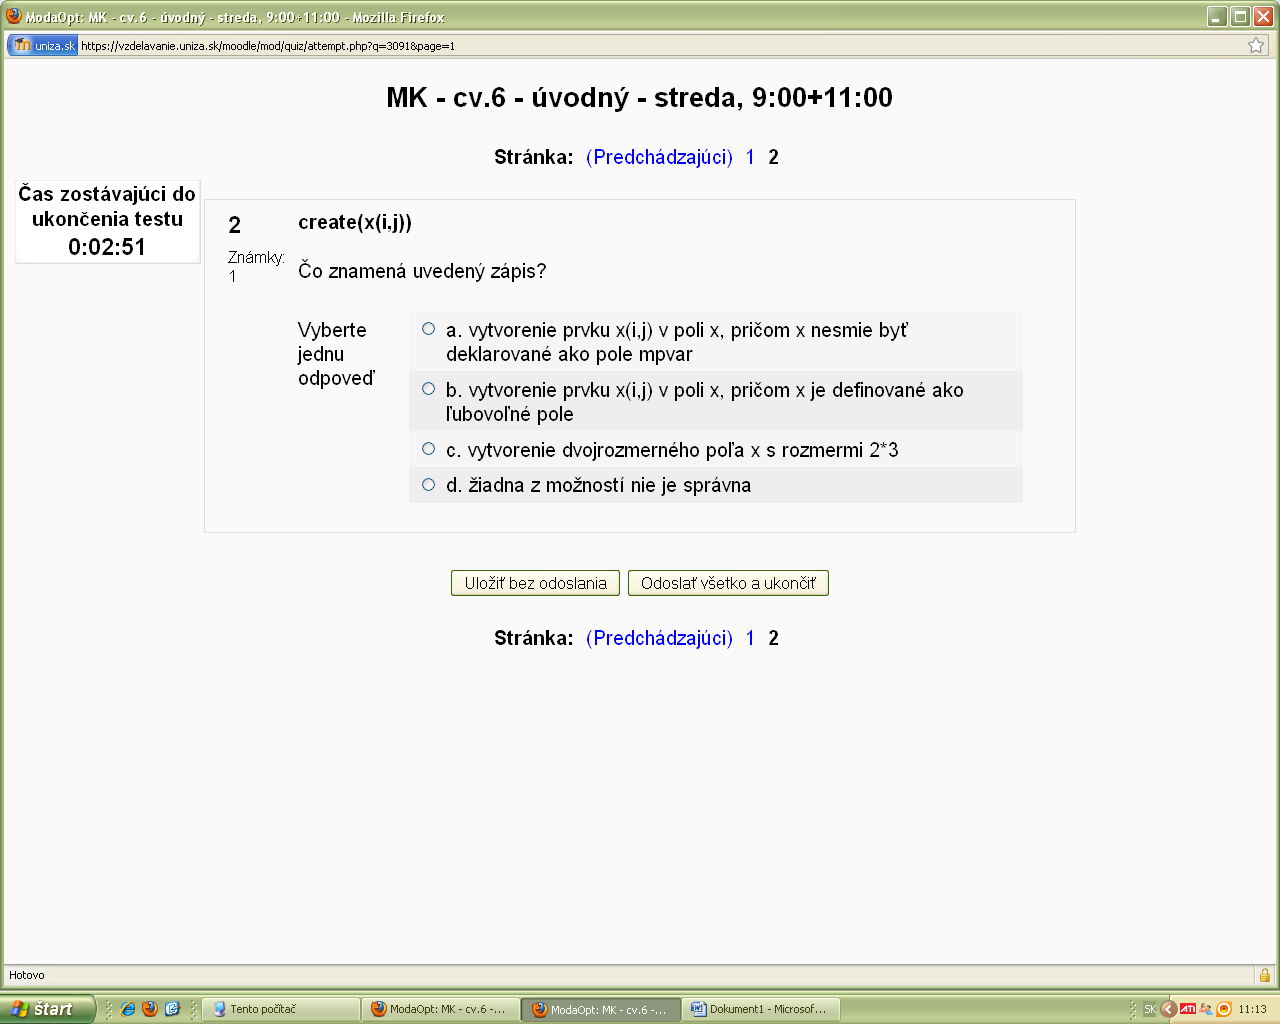 ModaOpt: MK - cv.6 - úvodný - streda, 9:00+11:00 - Mozilla Firefox
uniza.sk https://vzdelavanie.uniza.sk/moodle/mod/quiz/attempt.php?q=3091&page=1
MK - cv.6 - úvodný - streda, 9:00+11:00
Stránka: (Predchádzajúci) 1 2
Čas zostávajúci do
ukončenia testu
0:02:51
2
Známky:
1
create(x(i,j))
Čo znamená uvedený zápis?
Vyberte
jednu
odpoveď
a. vytvorenie prvku x(i,j) v poli x, pričom x nesmie byť
deklarované ako pole mpvar
b. vytvorenie prvku x(i,j) v poli x, pričom x je definované ako
ľubovoľné pole
c. vytvorenie dvojrozmerného poľa x s rozmermi 2*3
d. žiadna z možností nie je správna
Uložiť bez odoslania Odoslať všetko a ukončiť
Stránka: (Predchádzajúci) 1 2
Hotovo
štart Tento počítač ModaOpt: MK - cv.6 -... ModaOpt: MK - cv.6 -... Dokument1 - Microsof... SK ATI 11:13